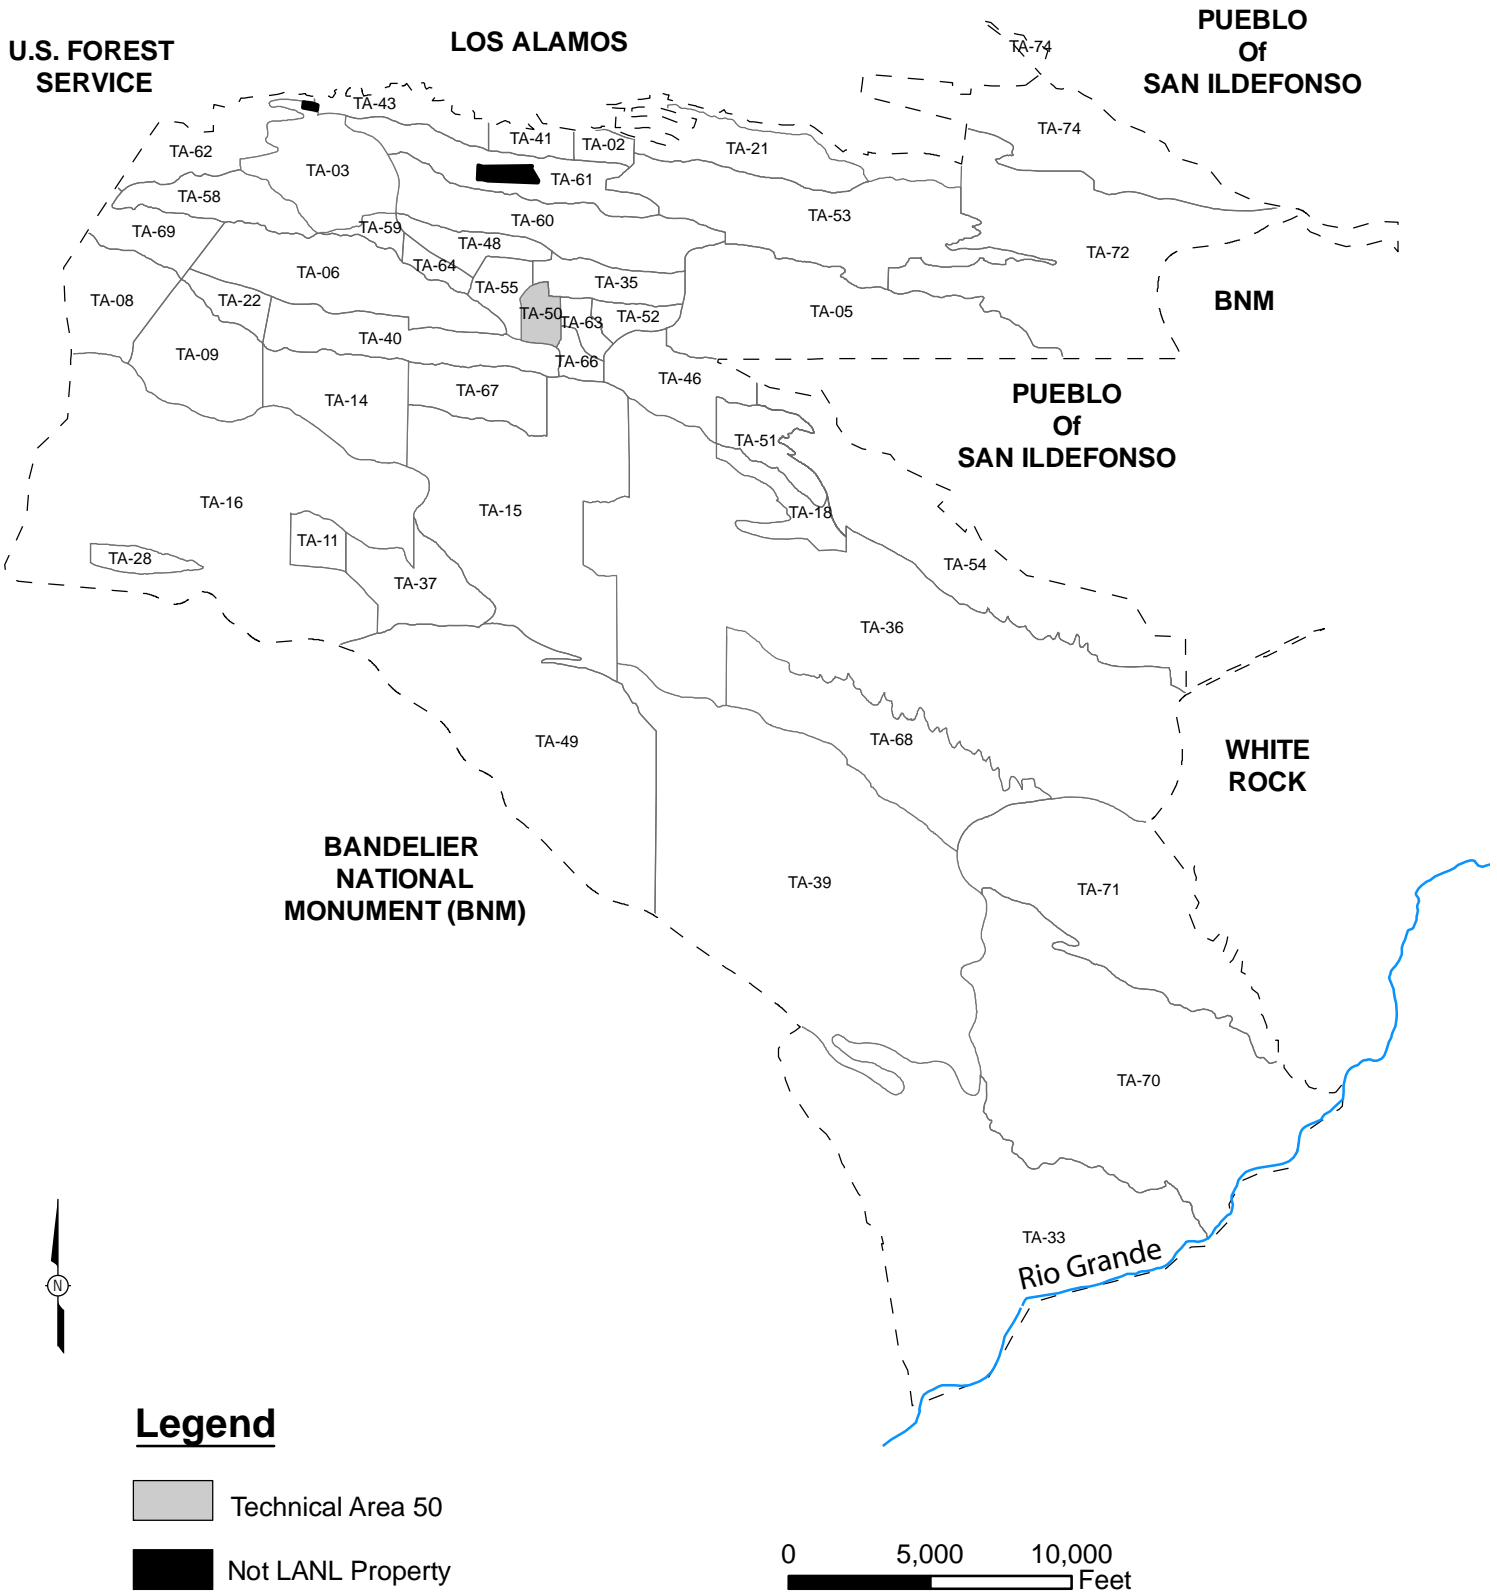 PUEBLO
Of
SAN ILDEFONSO
LOS ALAMOS
U.S. FOREST
SERVICE
TA-74
TA-43
TA-74
TA-41
TA-02
TA-21
TA-62
TA-03
TA-61
TA-58
TA-53
TA-60
TA-59
TA-69
TA-48
TA-72
TA-64
TA-06
TA-35
TA-55
TA-08
TA-22
BNM
TA-05
TA-50
TA-63
TA-52
TA-40
TA-09
TA-66
TA-46
TA-67
TA-14
PUEBLO
Of
SAN ILDEFONSO
TA-51
TA-16
TA-15
TA-18
TA-11
TA-28
TA-54
TA-37
TA-36
TA-49
TA-68
WHITE
ROCK
BANDELIER
NATIONAL
MONUMENT (BNM)
TA-39
TA-71
TA-70
TA-33
Rio Grande
N
Legend
Technical Area 50
Not LANL Property
0 5,000 10,000
Feet